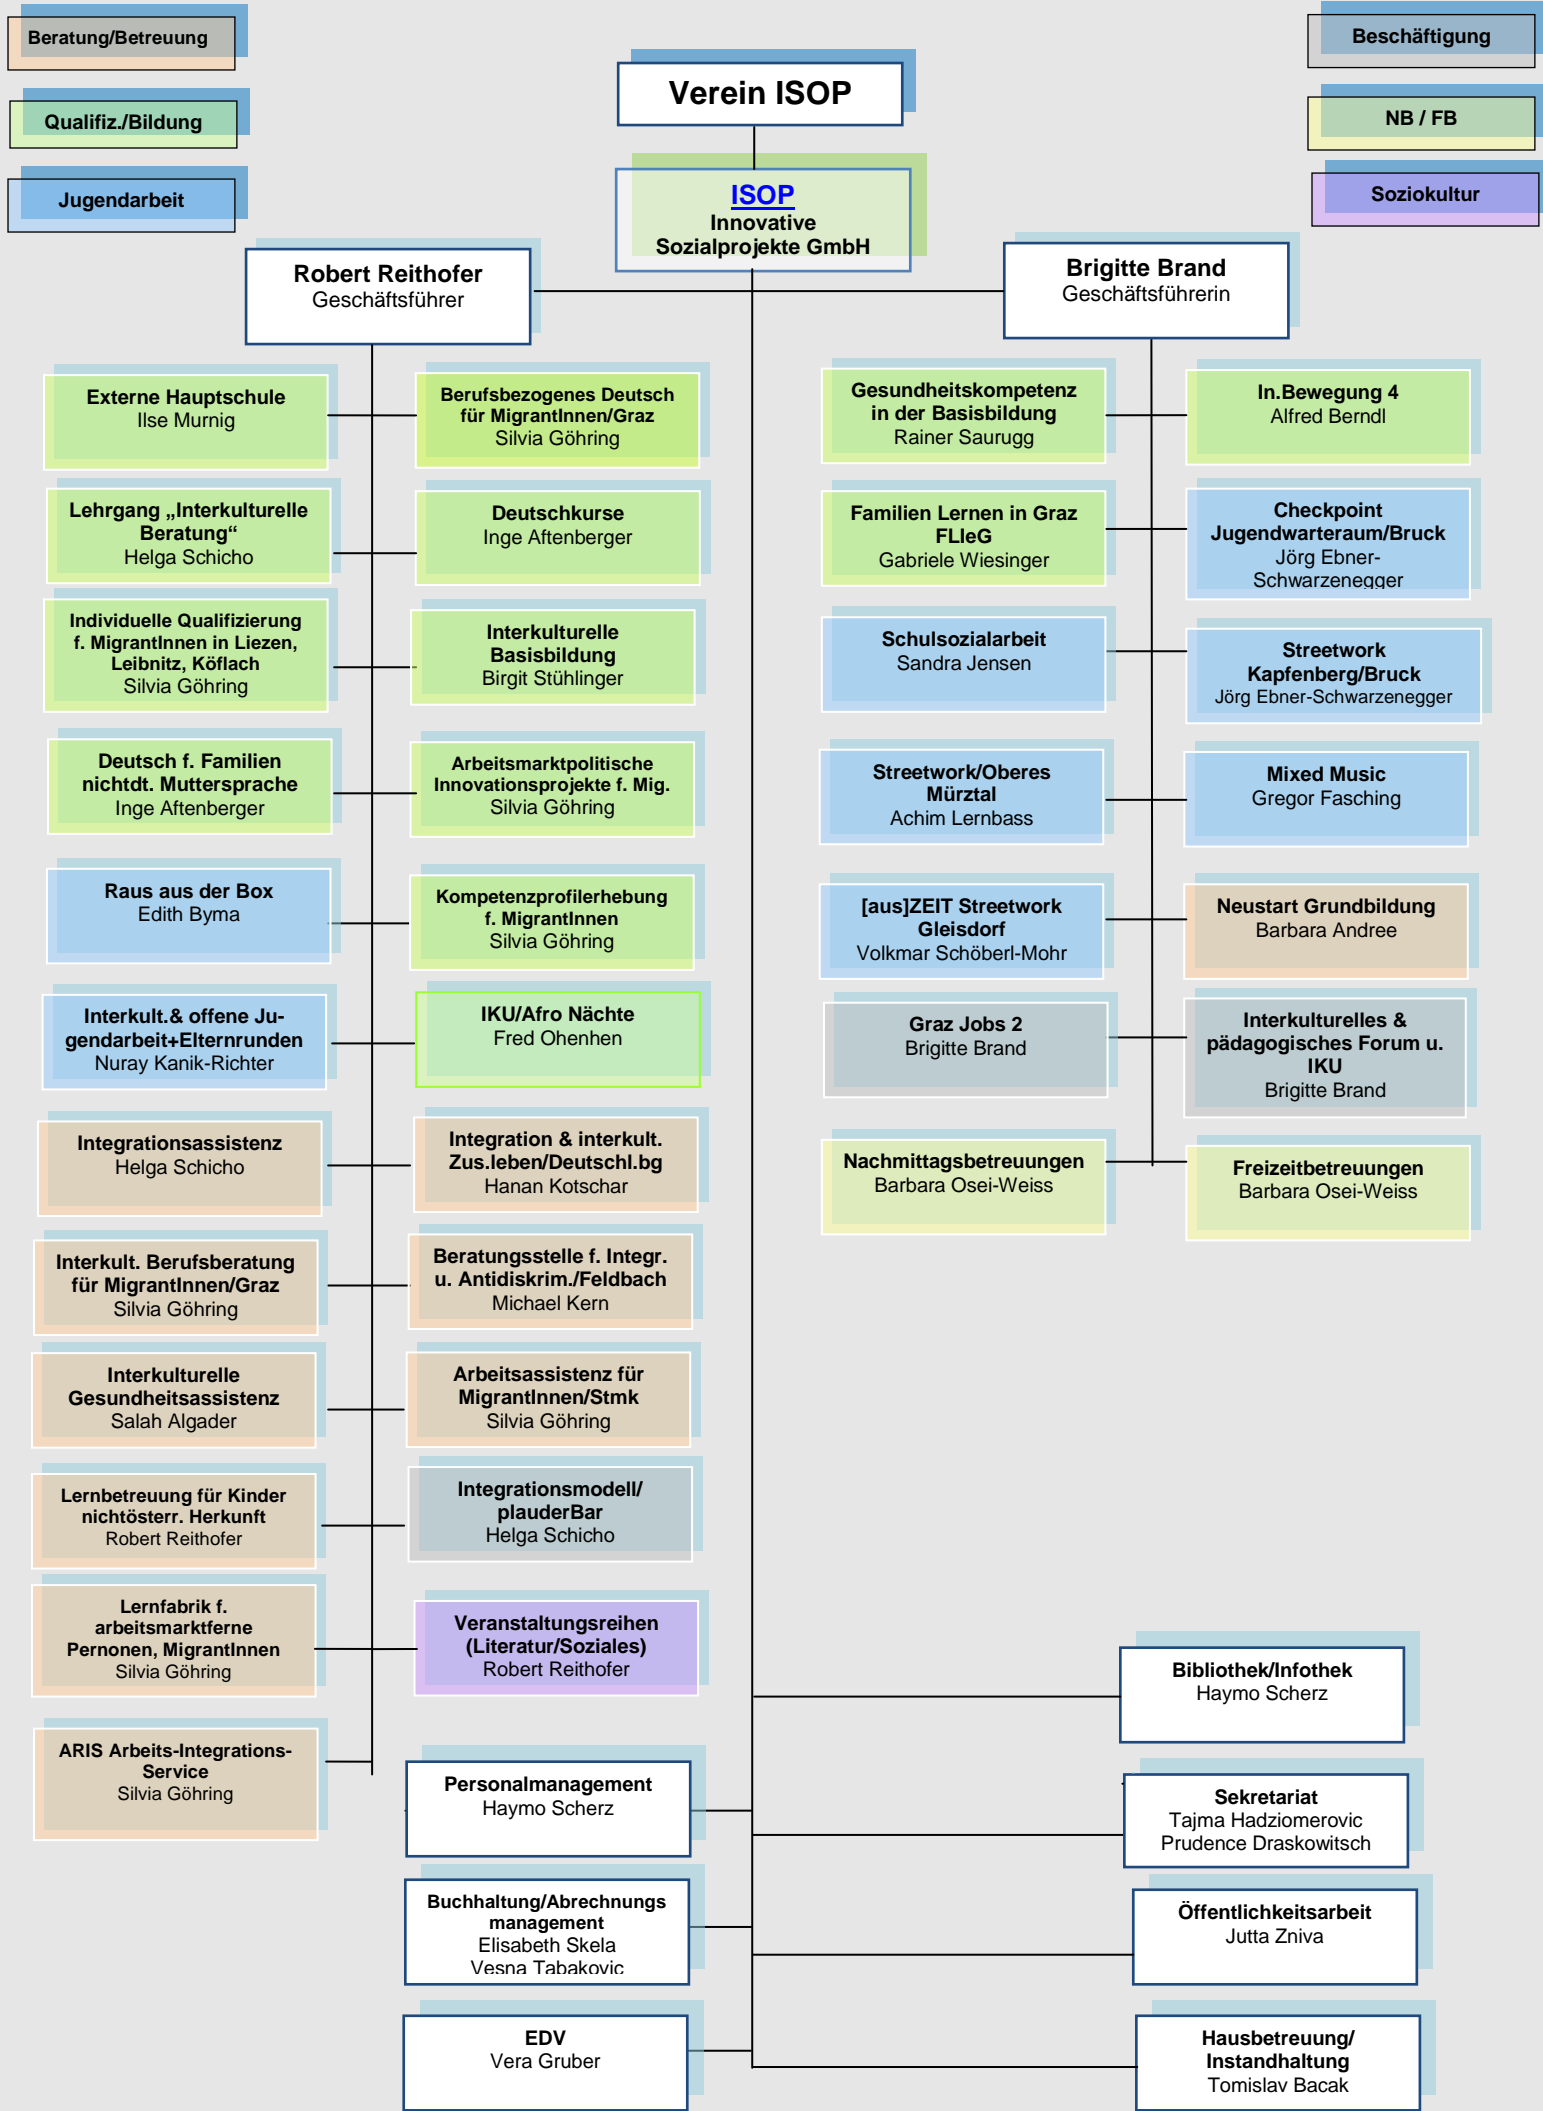 Beratung/Betreuung
Qualifiz./Bildung
Jugendarbeit
Beschäftigung
NB / FB
Soziokultur
Verein ISOP
ISOP
Innovative
Sozialprojekte GmbH
Robert Reithofer
Geschäftsführer
Brigitte Brand
Geschäftsführerin
Externe Hauptschule
Ilse Murnig
Berufsbezogenes Deutsch
für MigrantInnen/Graz
Silvia Göhring
Lehrgang „Interkulturelle
Beratung“
Helga Schicho
Deutschkurse
Inge Aftenberger
Individuelle Qualifizierung
f. MigrantInnen in Liezen,
Leibnitz, Köflach
Silvia Göhring
Interkulturelle
Basisbildung
Birgit Stühlinger
Deutsch f. Familien
nichtdt. Muttersprache
Inge Aftenberger
Arbeitsmarktpolitische
Innovationsprojekte f. Mig.
Silvia Göhring
Raus aus der Box
Edith Byma
Kompetenzprofilerhebung
f. MigrantInnen
Silvia Göhring
Interkult.& offene Ju-
gendarbeit+Elternrunden
Nuray Kanik-Richter
IKU/Afro Nächte
Fred Ohenhen
Integrationsassistenz
Helga Schicho
Integration & interkult.
Zus.leben/Deutschl.bg
Hanan Kotschar
Interkult. Berufsberatung
für MigrantInnen/Graz
Silvia Göhring
Beratungsstelle f. Integr.
u. Antidiskrim./Feldbach
Michael Kern
Interkulturelle
Gesundheitsassistenz
Salah Algader
Arbeitsassistenz für
MigrantInnen/Stmk
Silvia Göhring
Lernbetreuung für Kinder
nichtösterr. Herkunft
Robert Reithofer
Integrationsmodell/
plauderBar
Helga Schicho
Lernfabrik f.
arbeitsmarktferne
Pernonen, MigrantInnen
Silvia Göhring
Veranstaltungsreihen
(Literatur/Soziales)
Robert Reithofer
ARIS Arbeits-Integrations-
Service
Silvia Göhring
Gesundheitskompetenz
in der Basisbildung
Rainer Saurugg
In.Bewegung 4
Alfred Berndl
Familien Lernen in Graz
FLIeG
Gabriele Wiesinger
Checkpoint
Jugendwarteraum/Bruck
Jörg Ebner-
Schwarzenegger
Schulsozialarbeit
Sandra Jensen
Streetwork
Kapfenberg/Bruck
Jörg Ebner-Schwarzenegger
Streetwork/Oberes
Mürztal
Achim Lernbass
Mixed Music
Gregor Fasching
[aus]ZEIT Streetwork
Gleisdorf
Volkmar Schöberl-Mohr
Neustart Grundbildung
Barbara Andree
Graz Jobs 2
Brigitte Brand
Interkulturelles &
pädagogisches Forum u.
IKU
Brigitte Brand
Nachmittagsbetreuungen
Barbara Osei-Weiss
Freizeitbetreuungen
Barbara Osei-Weiss
Bibliothek/Infothek
Haymo Scherz
Personalmanagement
Haymo Scherz
Sekretariat
Tajma Hadziomerovic
Prudence Draskowitsch
Buchhaltung/Abrechnungs
management
Elisabeth Skela
Vesna Tabakovic
Öffentlichkeitsarbeit
Jutta Zniva
EDV
Vera Gruber
Hausbetreuung/
Instandhaltung
Tomislav Bacak